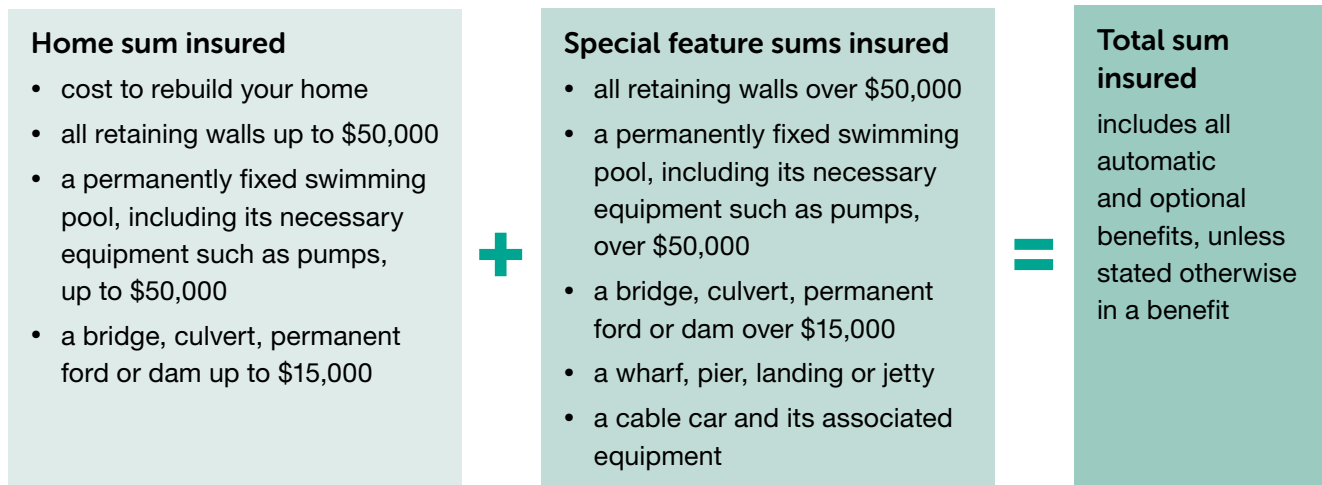 Home sum insured
• cost to rebuild your home
• all retaining walls up to $50,000
• a permanently fixed swimming
pool, including its necessary
equipment such as pumps,
up to $50,000
• a bridge, culvert, permanent
ford or dam up to $15,000
+
Special feature sums insured
• all retaining walls over $50,000
• a permanently fixed swimming
pool, including its necessary
equipment such as pumps,
over $50,000
• a bridge, culvert, permanent
ford or dam over $15,000
• a wharf, pier, landing or jetty
• a cable car and its associated
equipment
=
Total sum
insured
includes all
automatic
and optional
benefits, unless
stated otherwise
in a benefit